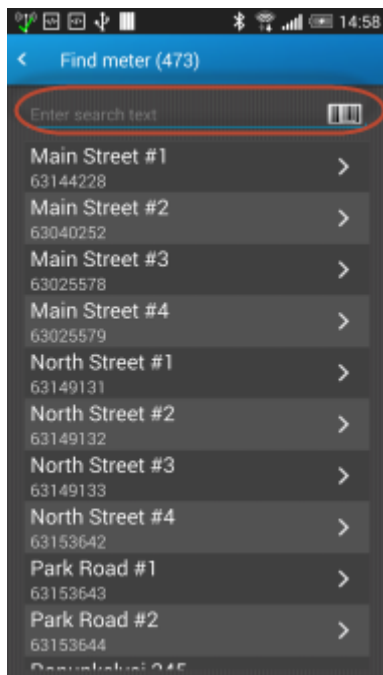 14:58
Find meter (473)
Enter search text
Main Street #1
63144228
Main Street #2
63040252
Main Street #3
63025578
Main Street #4
63025579
North Street #1
63149131
North Street #2
63149132
North Street #3
63149133
North Street #4
63153642
Park Road #1
63153643
Park Road #2
63153644